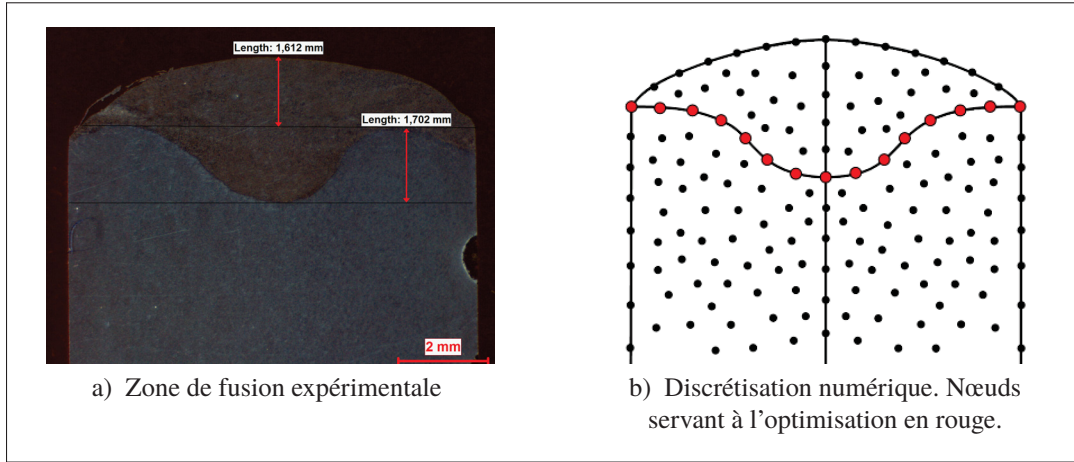 Length: 1,612 mm
Length: 1,702 mm
2 mm
a) Zone de fusion expérimentale
b) Discrétisation numérique. Nœuds
servant à l'optimisation en rouge.